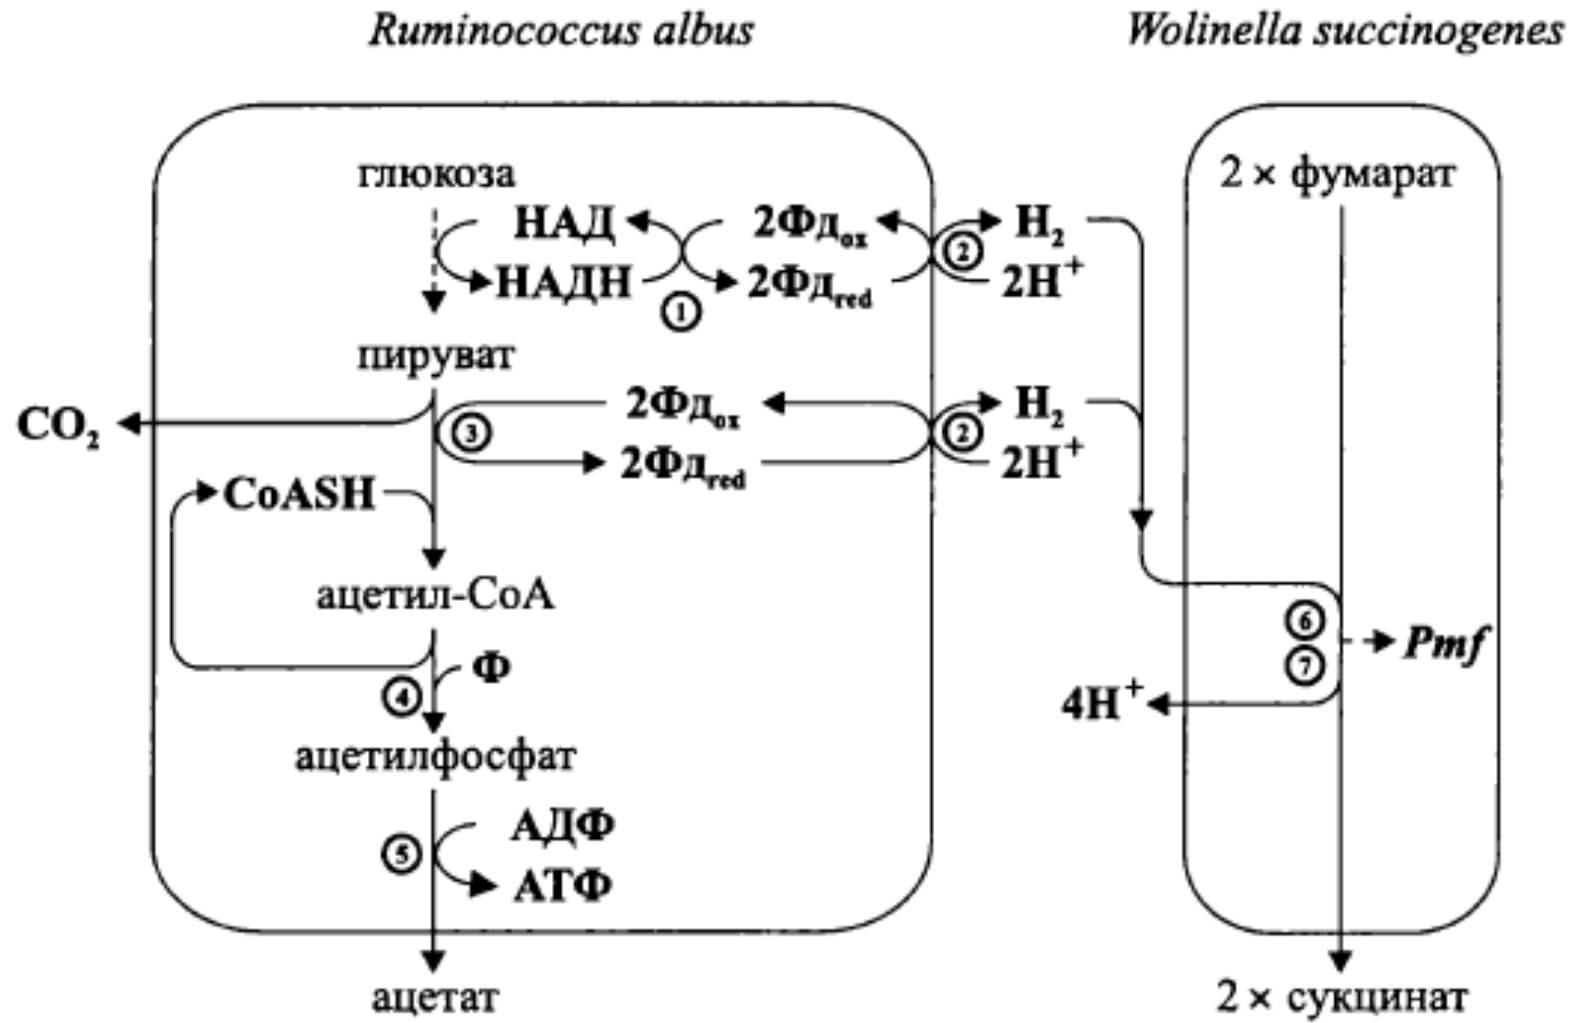 Ruminococcus albus
Wolinella succinogenes
глюкоза
2 × фумарат
НАД
2Фдox
H2
②
НАДН
2Фдred
2H+
①
пируват
CO2
2Фдox
H2
③
②
2Фдred
2H+
CoASH
ацетил-CoA
⑥
Pmf
⑦
Ф
④
4H+
ацетилфосфат
АДФ
⑤
АТФ
ацетат
2 × сукцинат